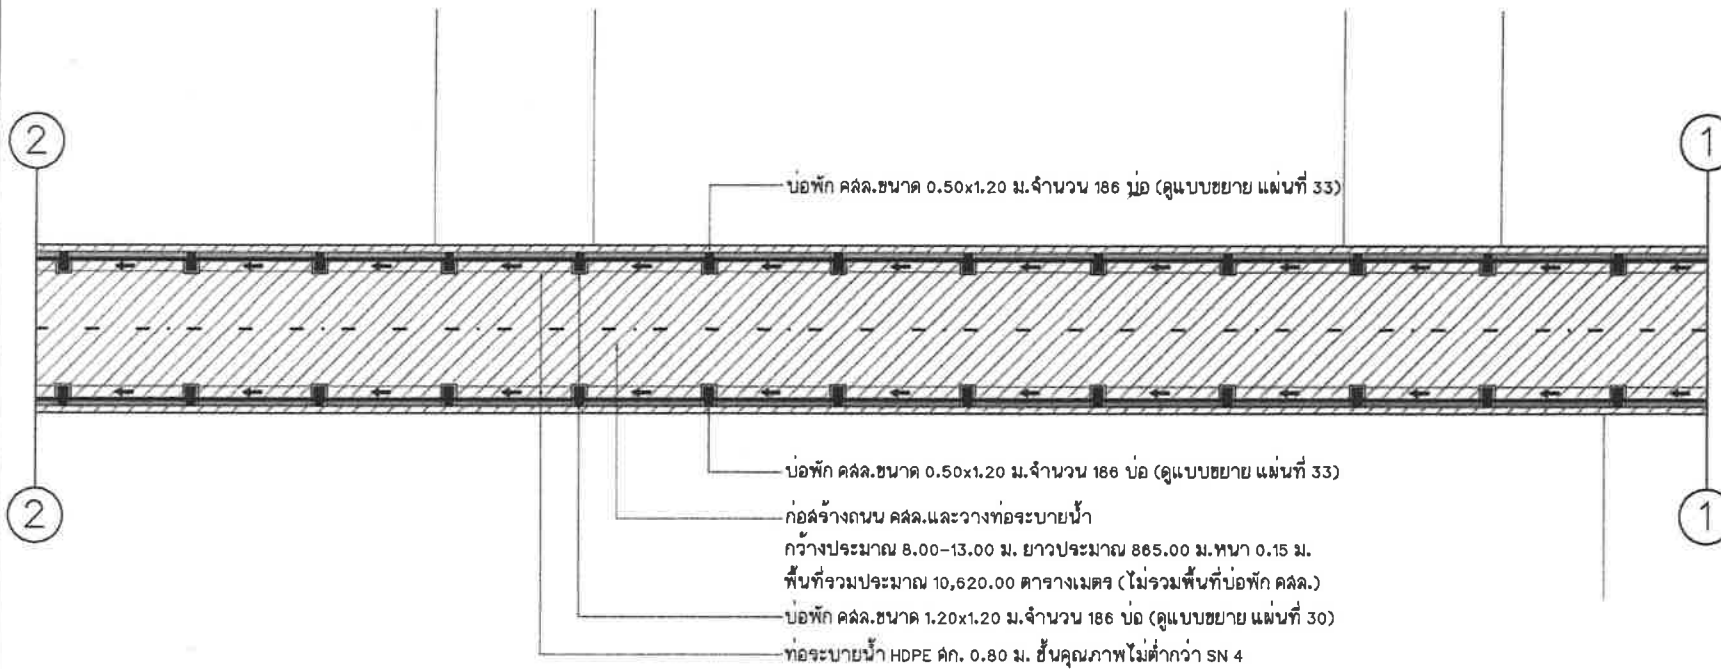 2
1
บ่อพัก คสล.ขนาด 0.50x1.20 ม.จำนวน 186 บ่อ (ดูแบบขยาย แผ่นที่ 33)
บ่อพัก คสล.ขนาด 0.50x1.20 ม.จำนวน 186 บ่อ (ดูแบบขยาย แผ่นที่ 33)
2
1
ก่อสร้างถนน คสล.และวางท่อระบายน้ำ
กว้างประมาณ 8.00-13.00 ม. ยาวประมาณ 865.00 ม.หนา 0.15 ม.
พื้นที่รวมประมาณ 10,620.00 ตารางเมตร (ไม่รวมพื้นที่บ่อพัก คสล.)
บ่อพัก คสล.ขนาด 1.20x1.20 ม.จำนวน 186 บ่อ (ดูแบบขยาย แผ่นที่ 30)
ท่อระบายน้ำ HDPE ศก. 0.80 ม. ชั้นคุณภาพไม่ต่ำกว่า SN 4